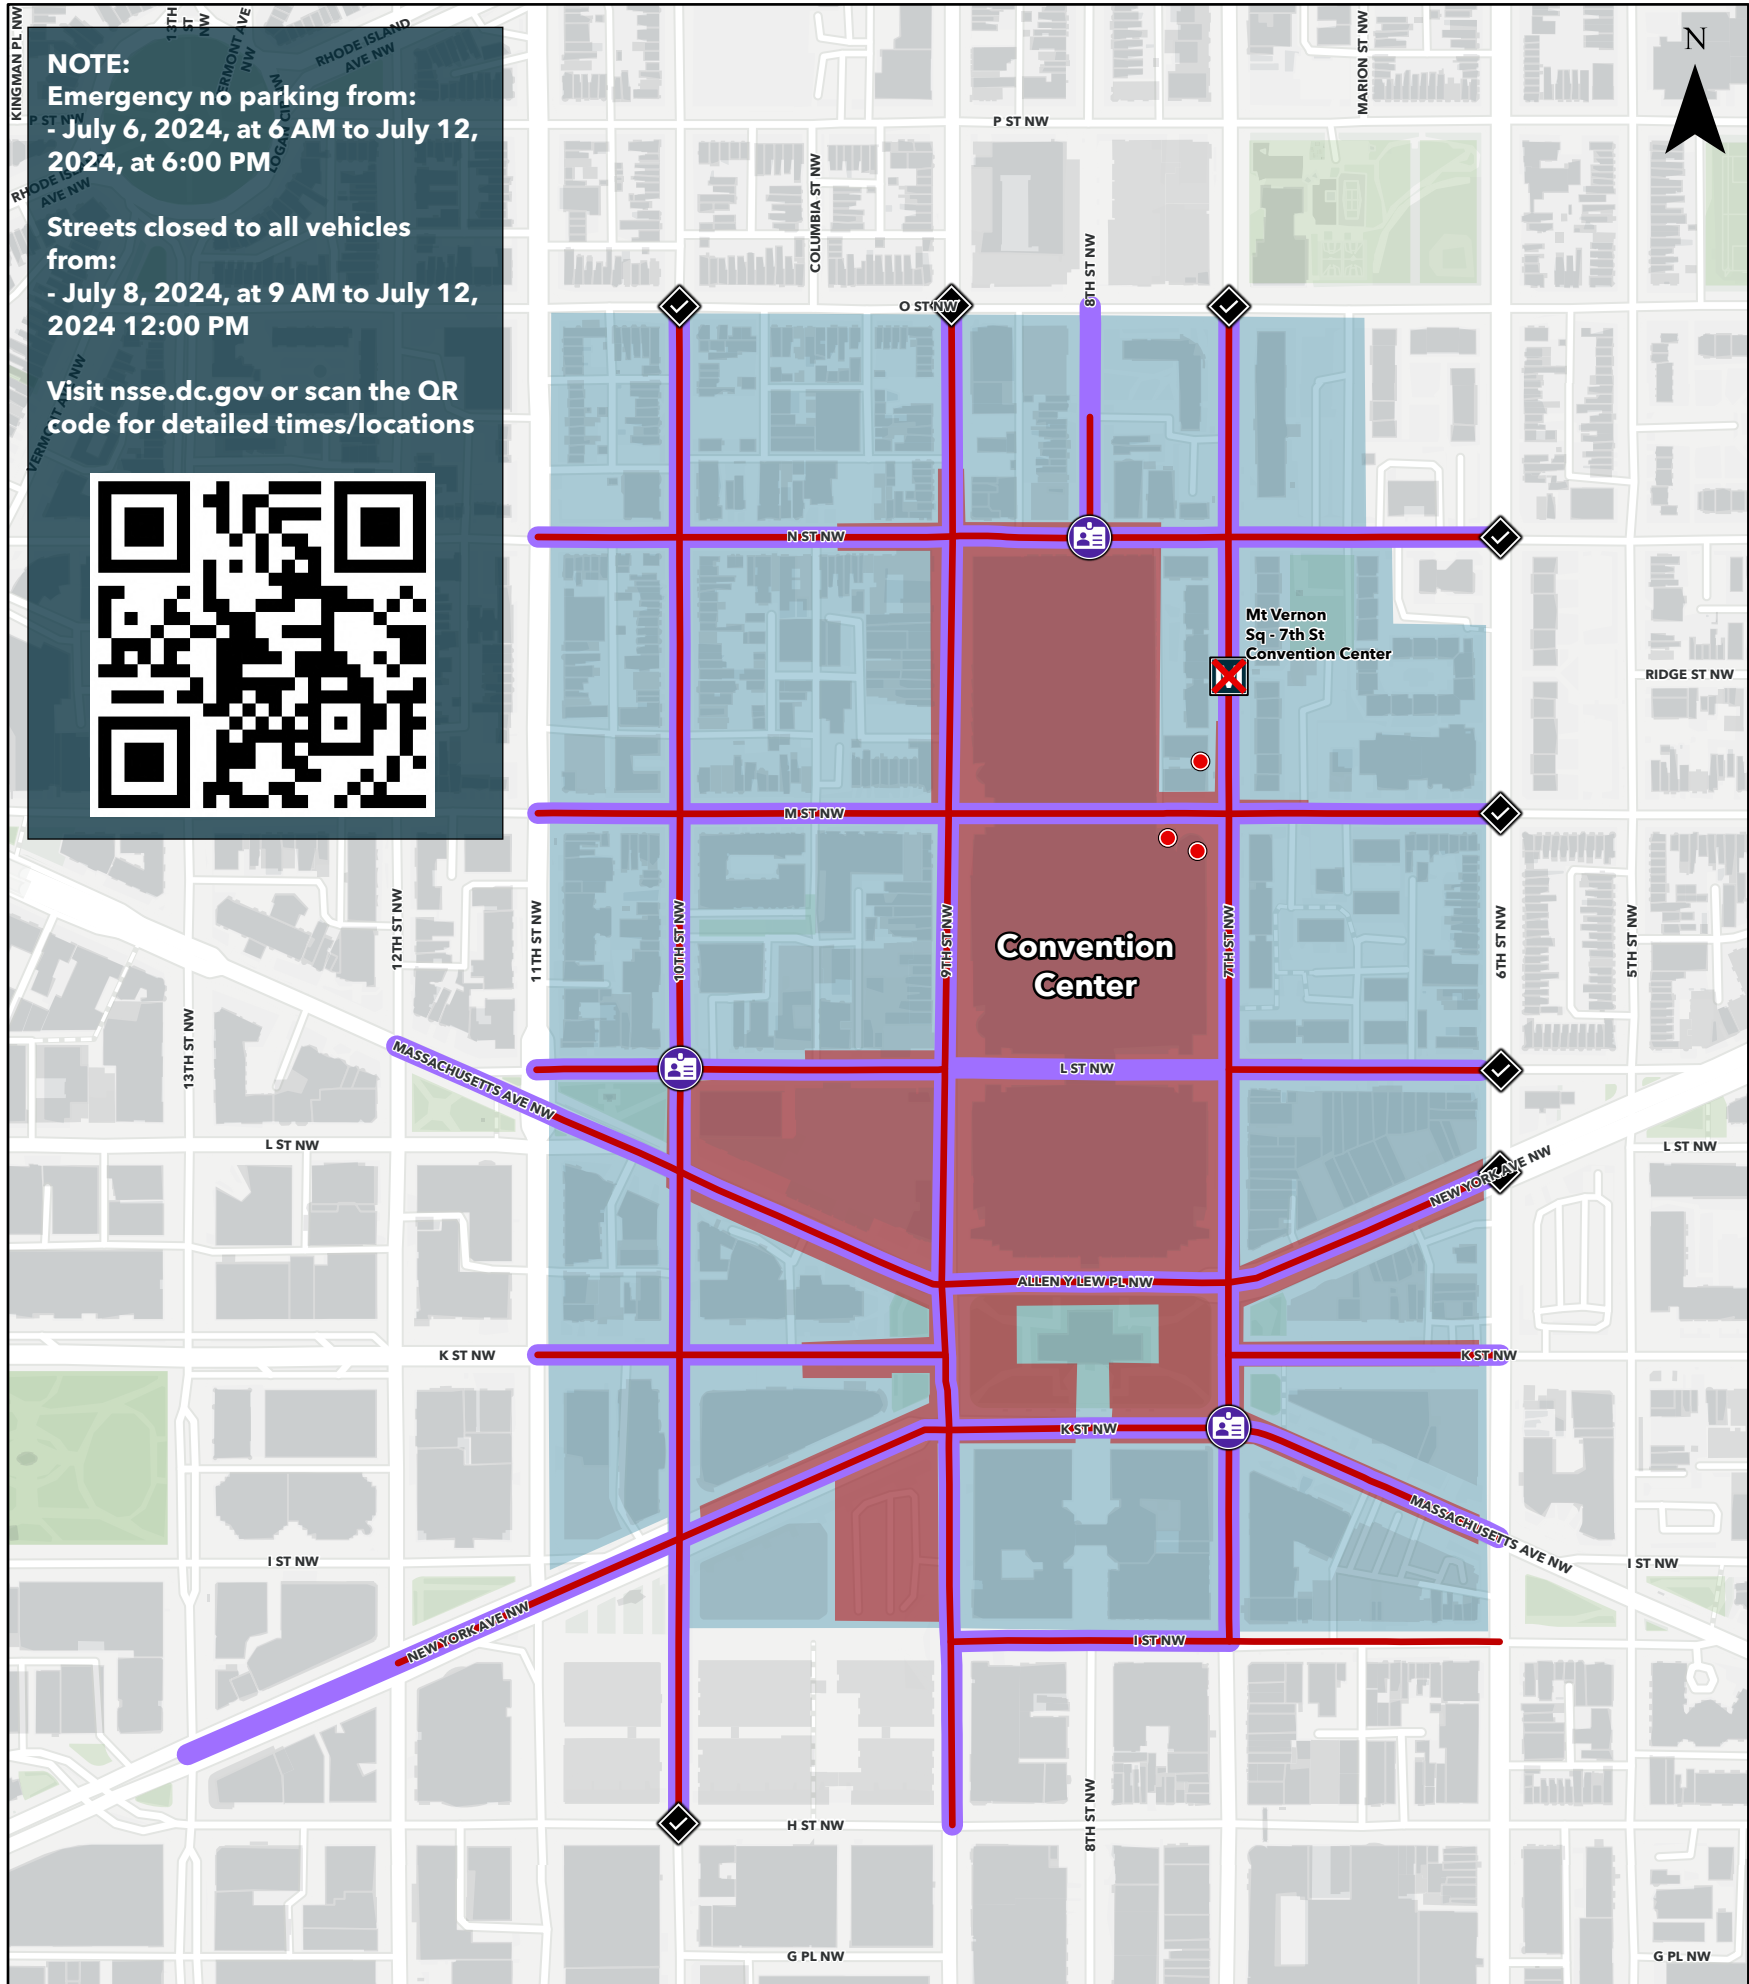 NOTE:
Emergency no parking from:
- July 6, 2024, at 6 AM to July 12,
2024, at 6:00 PM
Streets closed to all vehicles
from:
- July 8, 2024, at 9 AM to July 12,
2024 12:00 PM
Visit nsse.dc.gov or scan the QR
code for detailed times/locations
KINGMAN PL NW
13TH
ST
NW
VERMONT AVE
NW
RHODE ISLAND
AVE NW
P ST NW
AVE NW
N
MARION ST NW
P ST NW
COLUMBIA ST NW
8TH ST NW
O ST NW
N ST NW
Mt Vernon
Sq - 7th St
Convention Center
RIDGE ST NW
M ST NW
12TH ST NW
11TH ST NW
10TH ST NW
9TH ST NW
7TH ST NW
6TH ST NW
5TH ST NW
Convention
Center
13TH ST NW
MASSACHUSETTS AVE NW
L ST NW
L ST NW
L ST NW
NEW YORK AVE NW
ALLEN Y LEW PL NW
K ST NW
K ST NW
K ST NW
MASSACHUSETTS AVE NW
I ST NW
I ST NW
NEW YORK AVE NW
I ST NW
8TH ST NW
H ST NW
G PL NW
G PL NW